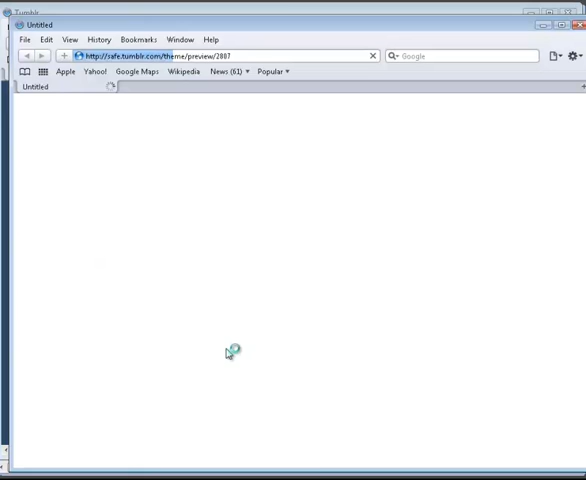 Tumblr
Untitled
File Edit View History Bookmarks Window Help
http://safe.tumblr.com/theme/preview/2887 Google
Apple Yahoo! Google Maps Wikipedia News (61) Popular
Untitled